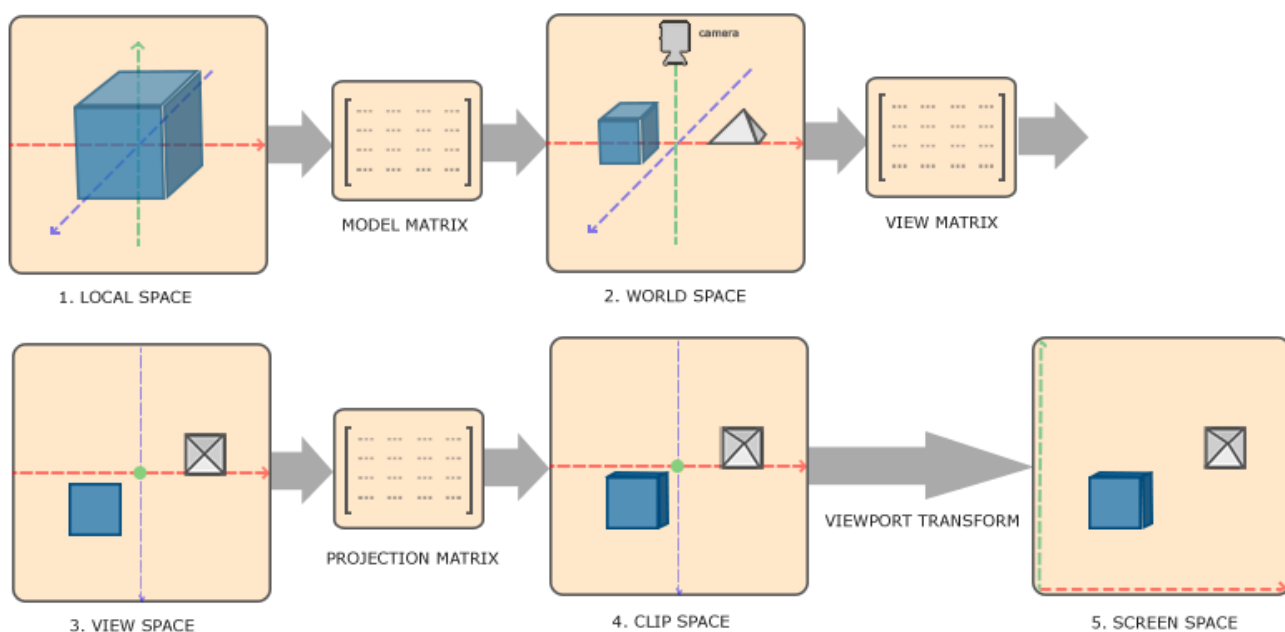 camera
MODEL MATRIX
VIEW MATRIX
1. LOCAL SPACE
2. WORLD SPACE
PROJECTION MATRIX
VIEWPORT TRANSFORM
3. VIEW SPACE
4. CLIP SPACE
5. SCREEN SPACE